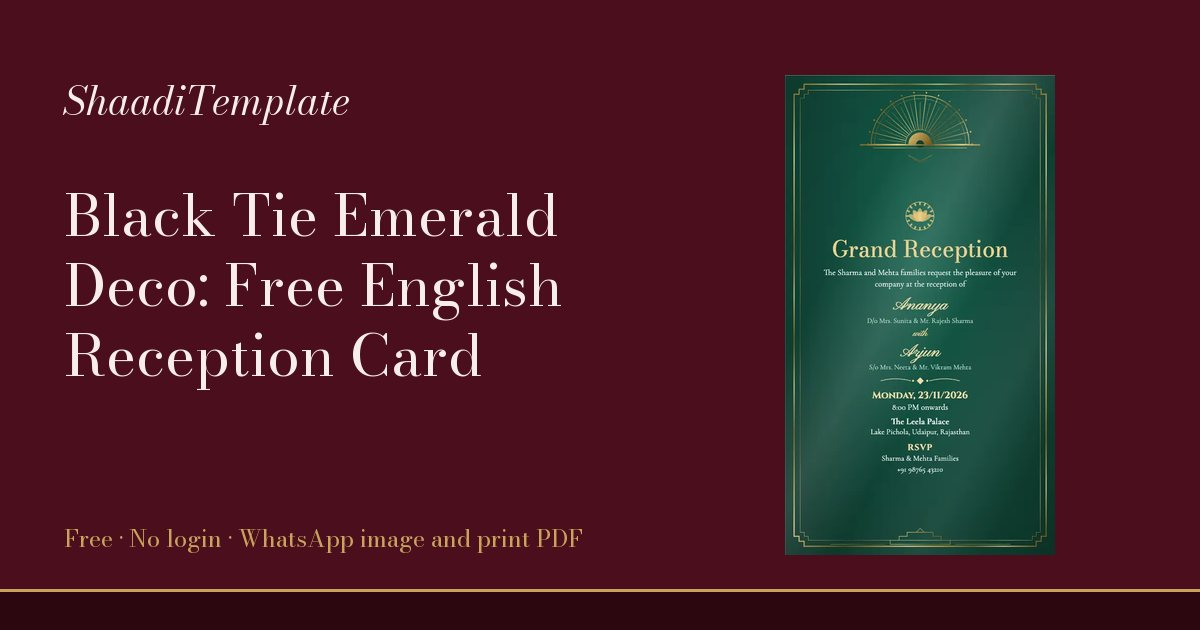 ShaadiTemplate
Black Tie Emerald
Deco: Free English
Reception Card
Free · No login · WhatsApp image and print PDF
Grand Reception
The Sharma and Mehta families request the pleasure of your
company at the reception of
Ananya
D/o Mrs. Sunita & Mr. Rajesh Sharma
with
Arjun
S/o Mrs. Neeta & Mr. Vikram Mehta
Monday, 23/11/2026
8:00 PM onwards
The Leela Palace
Lake Pichola, Udaipur, Rajasthan
RSVP
Sharma & Mehta Families
+91 98765 43210